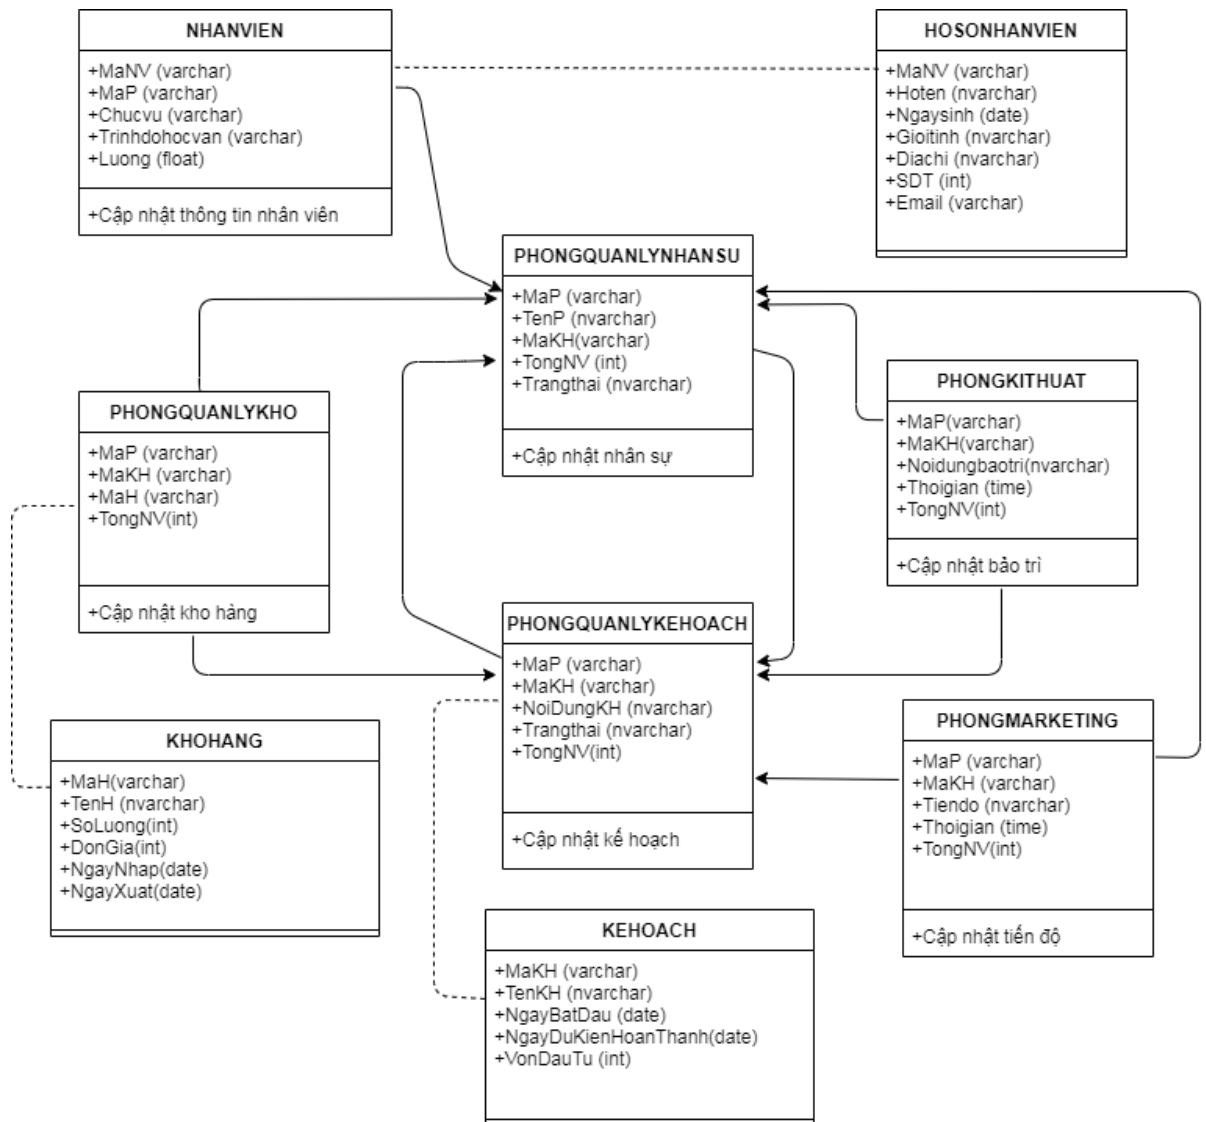 NHANVIEN
+MaNV (varchar)
+MaP (varchar)
+Chucvu (varchar)
+Trinhdohocvan (varchar)
+Luong (float)
+Cập nhật thông tin nhân viên
HOSONHANVIEN
+MaNV (varchar)
+Hoten (nvarchar)
+Ngaysinh (date)
+Gioitinh (nvarchar)
+Diachi (nvarchar)
+SDT (int)
+Email (varchar)
PHONGQUANLYNHANSU
+MaP (varchar)
+TenP (nvarchar)
+MaKH(varchar)
+TongNV (int)
+Trangthai (nvarchar)
+Cập nhật nhân sự
PHONGQUANLYKHO
+MaP (varchar)
+MaKH (varchar)
+MaH (varchar)
+TongNV(int)
+Cập nhật kho hàng
PHONGKITHUAT
+MaP(varchar)
+MaKH(varchar)
+Noidungbaotri(nvarchar)
+Thoigian (time)
+TongNV(int)
+Cập nhật bảo trì
PHONGQUANLYKEHOACH
+MaP (varchar)
+MaKH (varchar)
+NoiDungKH (nvarchar)
+Trangthai (nvarchar)
+TongNV(int)
+Cập nhật kế hoạch
KHOHANG
+MaH(varchar)
+TenH (nvarchar)
+SoLuong(int)
+DonGia(int)
+NgayNhap(date)
+NgayXuat(date)
PHONGMARKETING
+MaP (varchar)
+MaKH (varchar)
+Tiendo (nvarchar)
+Thoigian (time)
+TongNV(int)
+Cập nhật tiến độ
KEHOACH
+MaKH (varchar)
+TenKH (nvarchar)
+NgayBatDau (date)
+NgayDuKienHoanThanh(date)
+VonDauTu (int)